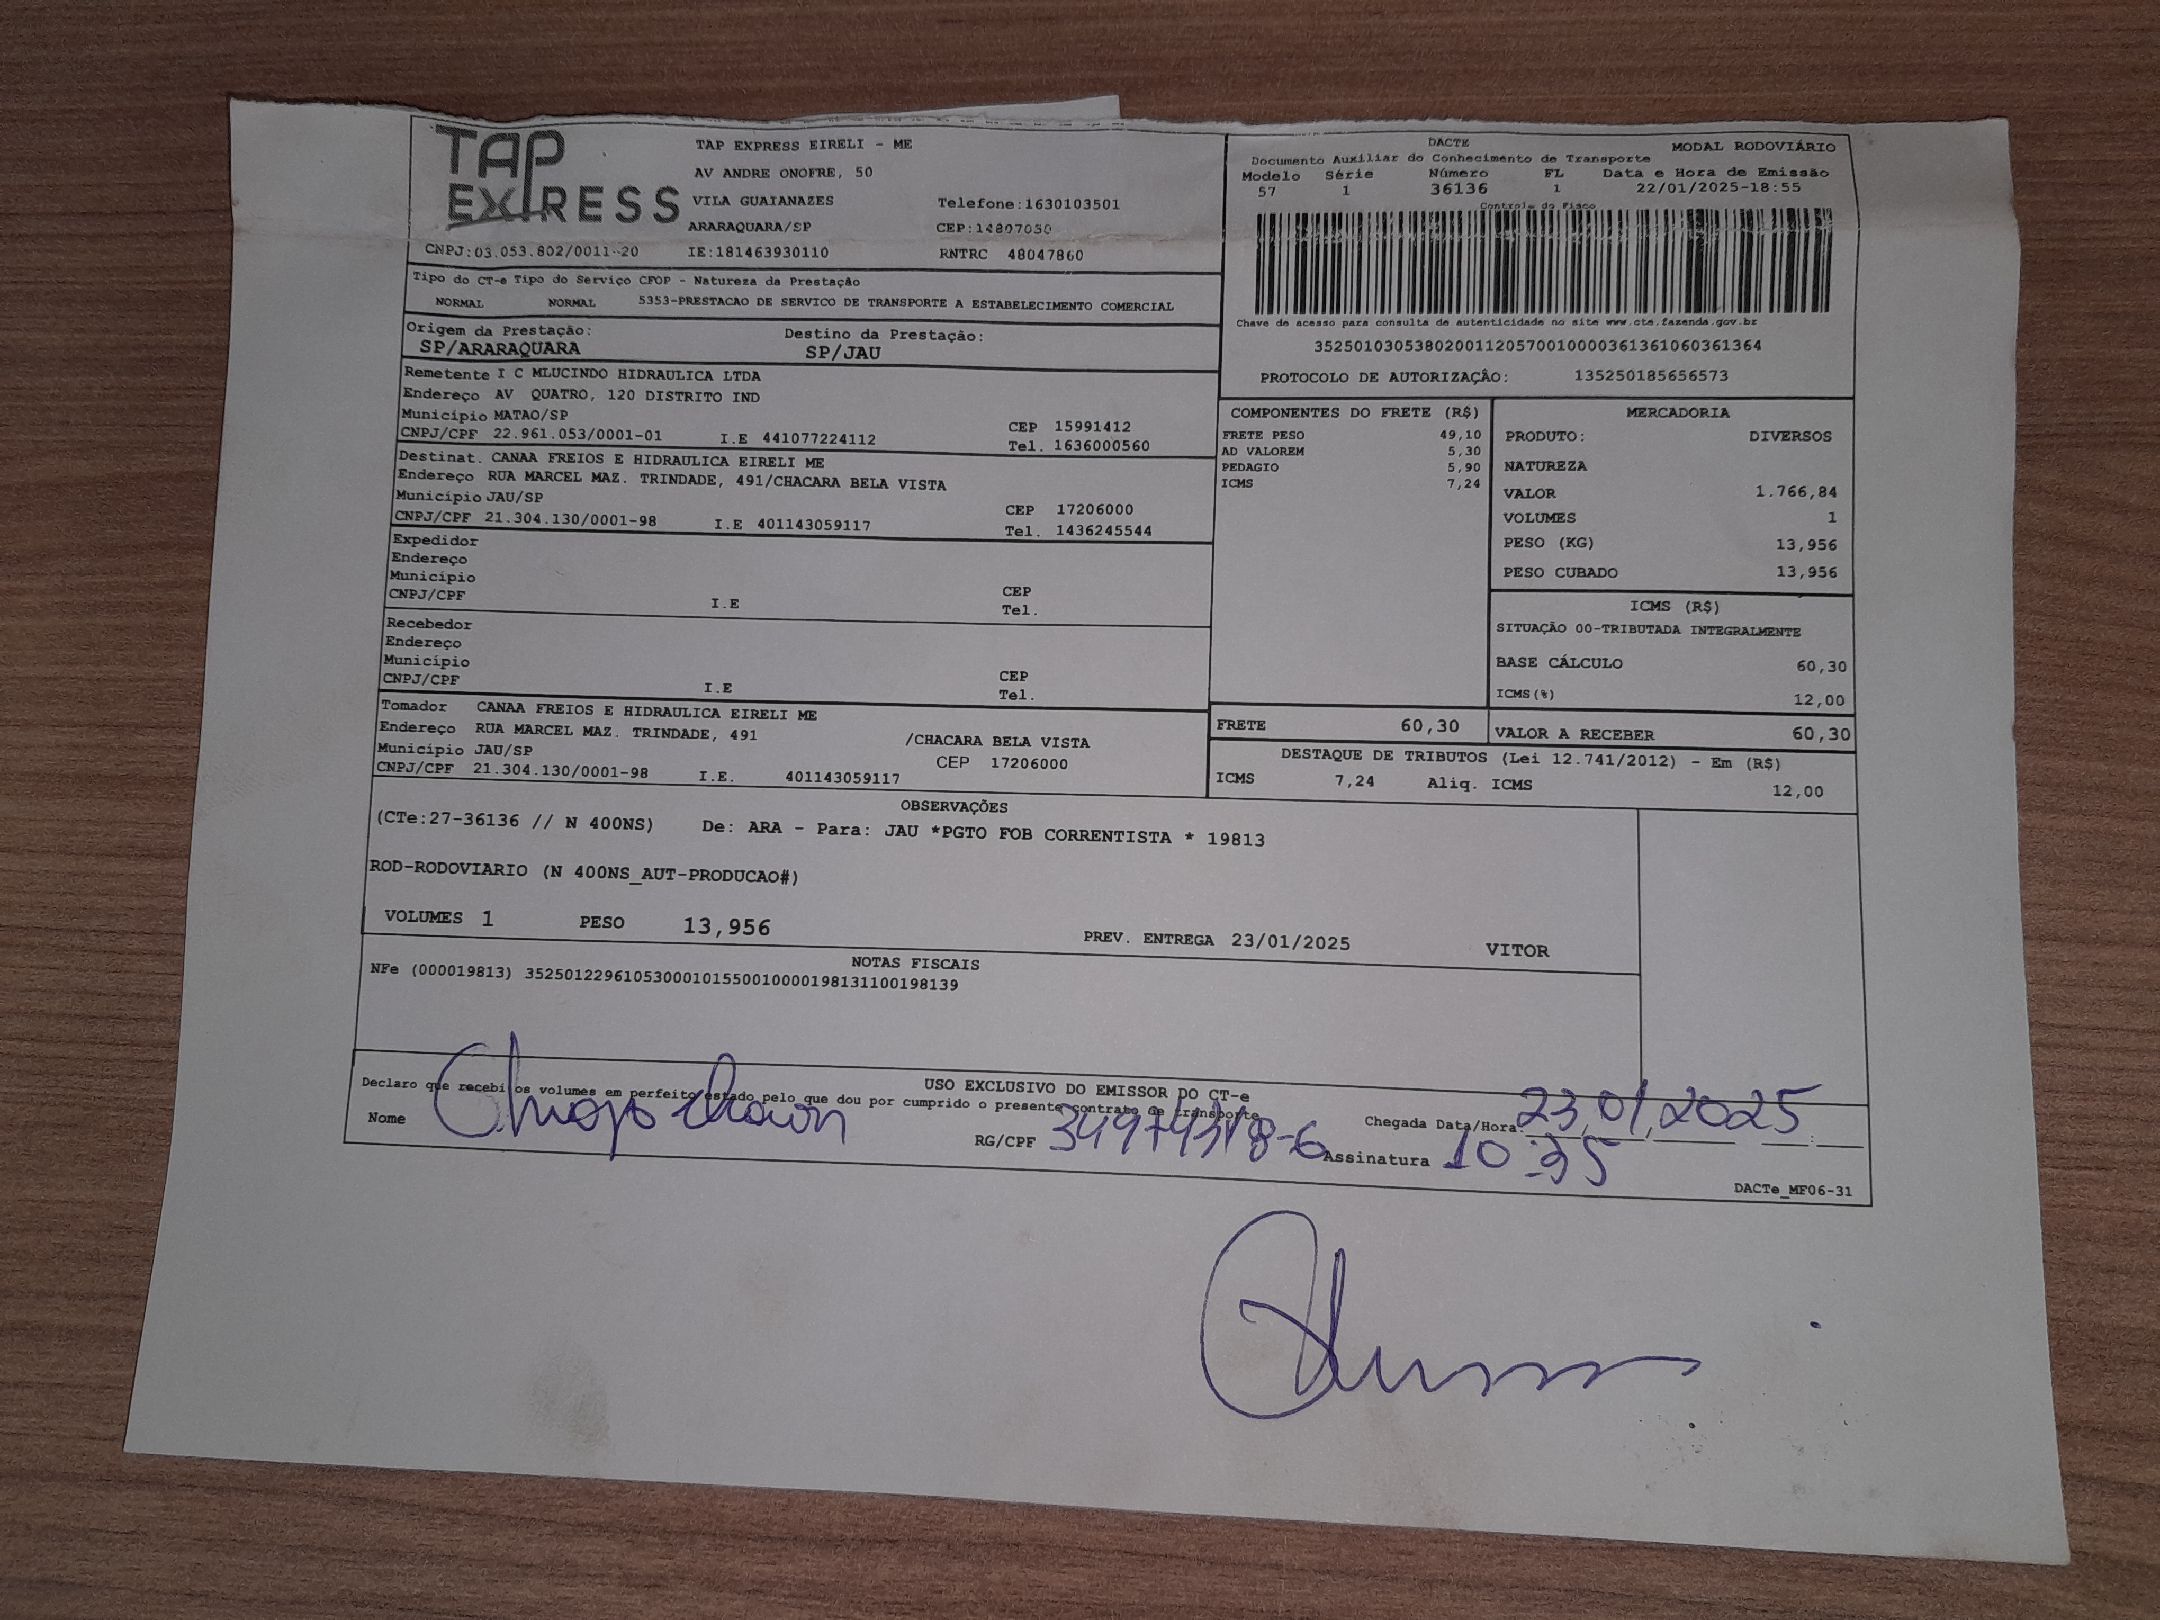 TAP EXPRESS
TAP EXPRESS EIRELI - ME
AV ANDRE ONOFRE, 50
VILA GUAIANAZES Telefone:1630103501
ARARAQUARA/SP CEP:14807050
CNPJ:03.053.802/0011-20 IE:181463930110 RNTRC 48047860
DACTE MODAL RODOVIÁRIO
Documento Auxiliar do Conhecimento de Transporte
Modelo Série Número FL Data e Hora de Emissão
57 1 36136 1 22/01/2025-18:55
Controle do Fisco
Chave de acesso para consulta de autenticidade no site www.cte.fazenda.gov.br
35250103053802001120570010000361361060361364
PROTOCOLO DE AUTORIZAÇÂO: 135250185656573
Tipo do CT-e Tipo do Serviço CFOP - Natureza da Prestação
NORMAL NORMAL 5353-PRESTACAO DE SERVICO DE TRANSPORTE A ESTABELECIMENTO COMERCIAL
Origem da Prestação: Destino da Prestação:
SP/ARARAQUARA SP/JAU
Remetente I C MLUCINDO HIDRAULICA LTDA
Endereço AV QUATRO, 120 DISTRITO IND
Município MATAO/SP CEP 15991412
CNPJ/CPF 22.961.053/0001-01 I.E 441077224112 Tel. 1636000560
Destinat. CANAA FREIOS E HIDRAULICA EIRELI ME
Endereço RUA MARCEL MAZ. TRINDADE, 491/CHACARA BELA VISTA
Município JAU/SP CEP 17206000
CNPJ/CPF 21.304.130/0001-98 I.E 401143059117 Tel. 1436245544
Expedidor
Endereço
Município CEP
CNPJ/CPF I.E Tel.
Recebedor
Endereço
Município CEP
CNPJ/CPF I.E Tel.
Tomador CANAA FREIOS E HIDRAULICA EIRELI ME
Endereço RUA MARCEL MAZ. TRINDADE, 491 /CHACARA BELA VISTA
Município JAU/SP CEP 17206000
CNPJ/CPF 21.304.130/0001-98 I.E. 401143059117
COMPONENTES DO FRETE (R$)
FRETE PESO 49,10
AD VALOREM 5,30
PEDAGIO 5,90
ICMS 7,24
MERCADORIA
PRODUTO: DIVERSOS
NATUREZA
VALOR 1.766,84
VOLUMES 1
PESO (KG) 13,956
PESO CUBADO 13,956
ICMS (R$)
SITUAÇÃO 00-TRIBUTADA INTEGRALMENTE
BASE CÁLCULO 60,30
ICMS(%) 12,00
FRETE 60,30 VALOR A RECEBER 60,30
DESTAQUE DE TRIBUTOS (Lei 12.741/2012) - Em (R$)
ICMS 7,24 Aliq. ICMS 12,00
OBSERVAÇÕES
(CTe:27-36136 // N 400NS) De: ARA - Para: JAU *PGTO FOB CORRENTISTA * 19813
ROD-RODOVIARIO (N 400NS_AUT-PRODUCAO#)
VOLUMES 1 PESO 13,956 PREV. ENTREGA 23/01/2025 VITOR
NOTAS FISCAIS
NFe (000019813) 35250122961053000101550010000198131100198139
USO EXCLUSIVO DO EMISSOR DO CT-e
Declaro que recebi os volumes em perfeito estado pelo que dou por cumprido o presente contrato de transporte
Chegada Data/Hora: 23/01/2025
Nome RG/CPF Assinatura 10:35
DACTe_MF06-31